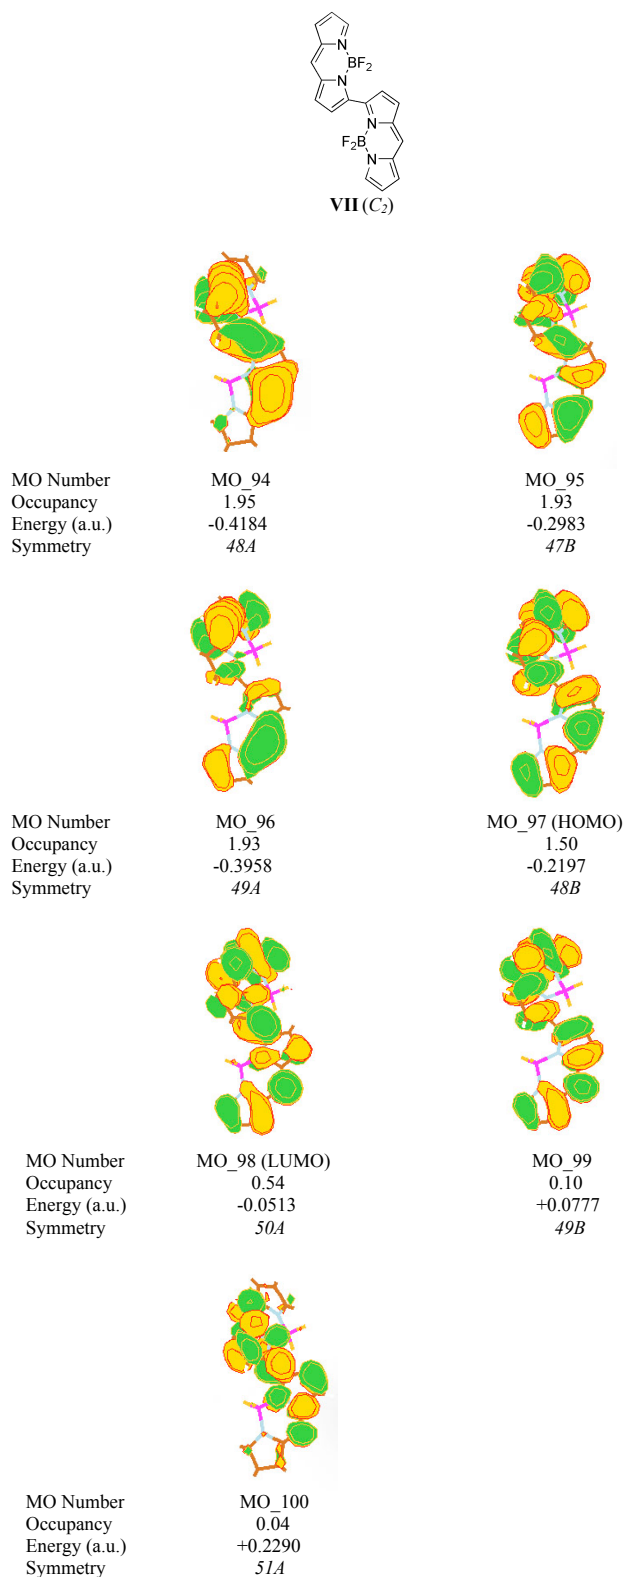 N
N
BF₂
N
N
F₂B
N
VII (C₂)
MO Number MO_94 MO_95
Occupancy 1.95 1.93
Energy (a.u.) -0.4184 -0.2983
Symmetry 48A 47B
MO Number MO_96 MO_97 (HOMO)
Occupancy 1.93 1.50
Energy (a.u.) -0.3958 -0.2197
Symmetry 49A 48B
MO Number MO_98 (LUMO) MO_99
Occupancy 0.54 0.10
Energy (a.u.) -0.0513 +0.0777
Symmetry 50A 49B
MO Number MO_100
Occupancy 0.04
Energy (a.u.) +0.2290
Symmetry 51A